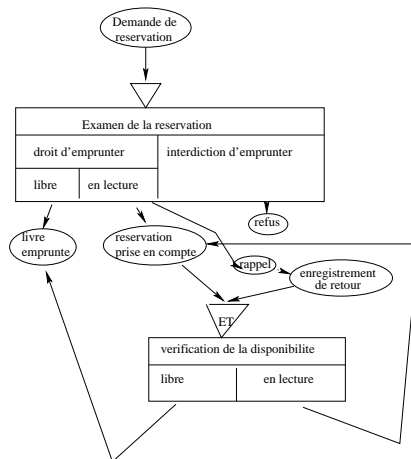 Demande de
reservation
Examen de la reservation
droit d'emprunter
interdiction d'emprunter
libre
en lecture
refus
livre
emprunte
reservation
prise en compte
rappel
enregistrement
de retour
ET
verification de la disponibilite
libre
en lecture